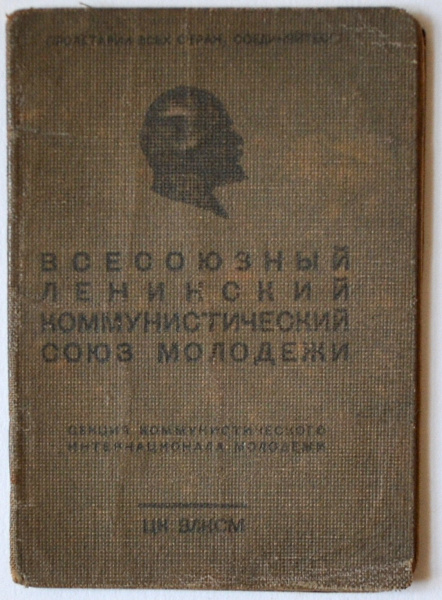 ПРОЛЕТАРИИ ВСЕХ СТРАН, СОЕДИНЯЙТЕСЬ!
ВСЕСОЮЗНЫЙ
ЛЕНИНСКИЙ
КОММУНИСТИЧЕСКИЙ
СОЮЗ МОЛОДЕЖИ
СЕКЦИЯ КОММУНИСТИЧЕСКОГО
ИНТЕРНАЦИОНАЛА МОЛОДЕЖИ
ЦК ВЛКСМ